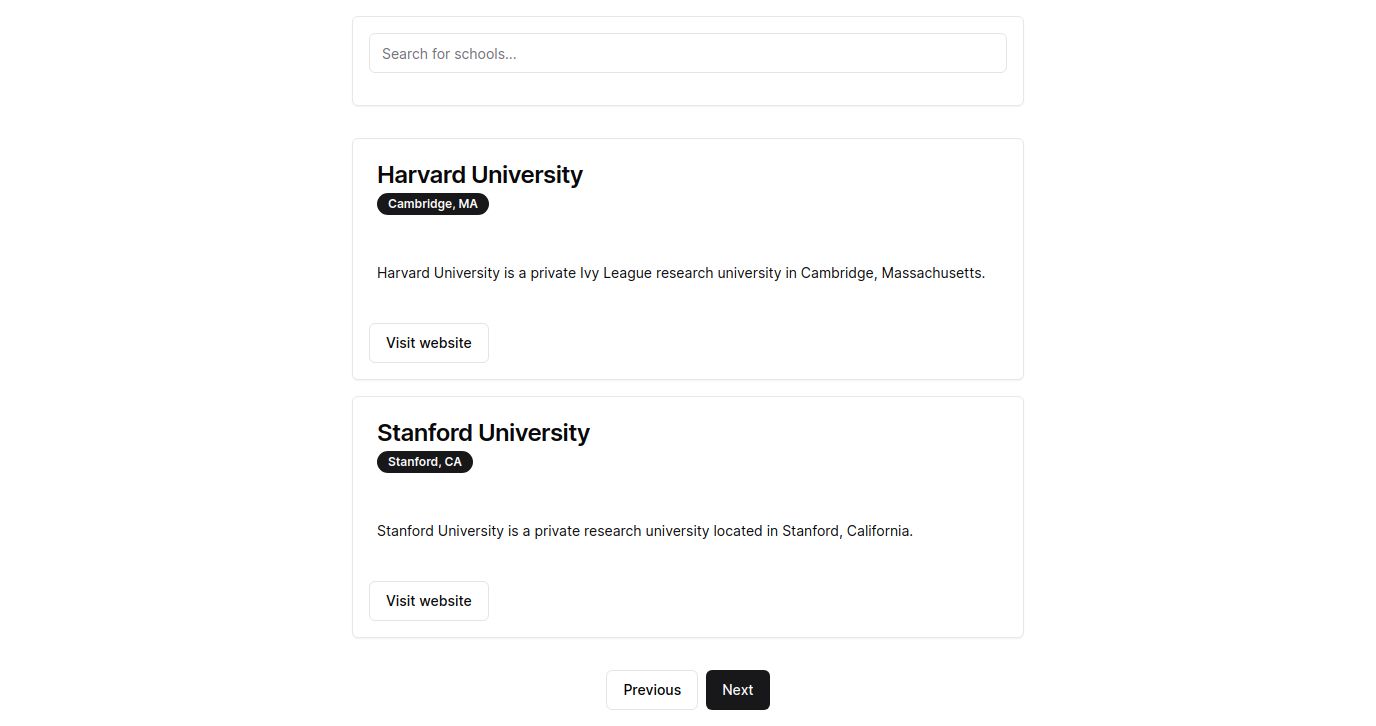 Search for schools...
Harvard University
Cambridge, MA
Harvard University is a private Ivy League research university in Cambridge, Massachusetts.
Visit website
Stanford University
Stanford, CA
Stanford University is a private research university located in Stanford, California.
Visit website
Previous Next